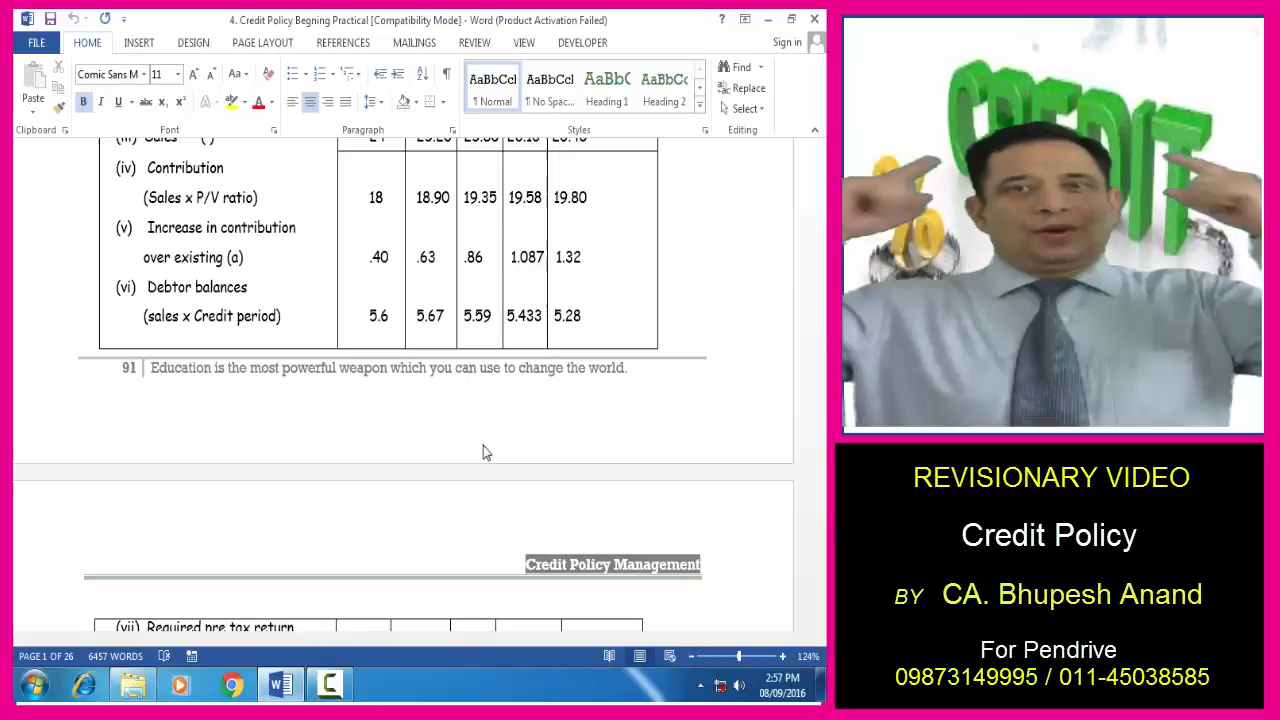 4. Credit Policy Begning Practical [Compatibility Mode] - Word (Product Activation Failed)
FILE HOME INSERT DESIGN PAGE LAYOUT REFERENCES MAILINGS REVIEW VIEW DEVELOPER Sign in
Paste
Comic Sans M 11
Aa
B I U abc x₂ x²
AaBbCcl AaBbCcl AaBbC AaBbCc
¶ Normal ¶ No Spac... Heading 1 Heading 2
Find
Replace
Select
Clipboard Font Paragraph Styles Editing
(iv) Contribution
(Sales x P/V ratio) 18 18.90 19.35 19.58 19.80
(v) Increase in contribution
over existing (a) .40 .63 .86 1.087 1.32
(vi) Debtor balances
(sales x Credit period) 5.6 5.67 5.59 5.433 5.28
91 Education is the most powerful weapon which you can use to change the world.
Credit Policy Management
(vii) Required pre tax return
PAGE 1 OF 26 6457 WORDS 124%
2:57 PM
08/09/2016
CREDIT
%
REVISIONARY VIDEO
Credit Policy
BY CA. Bhupesh Anand
For Pendrive
09873149995 / 011-45038585